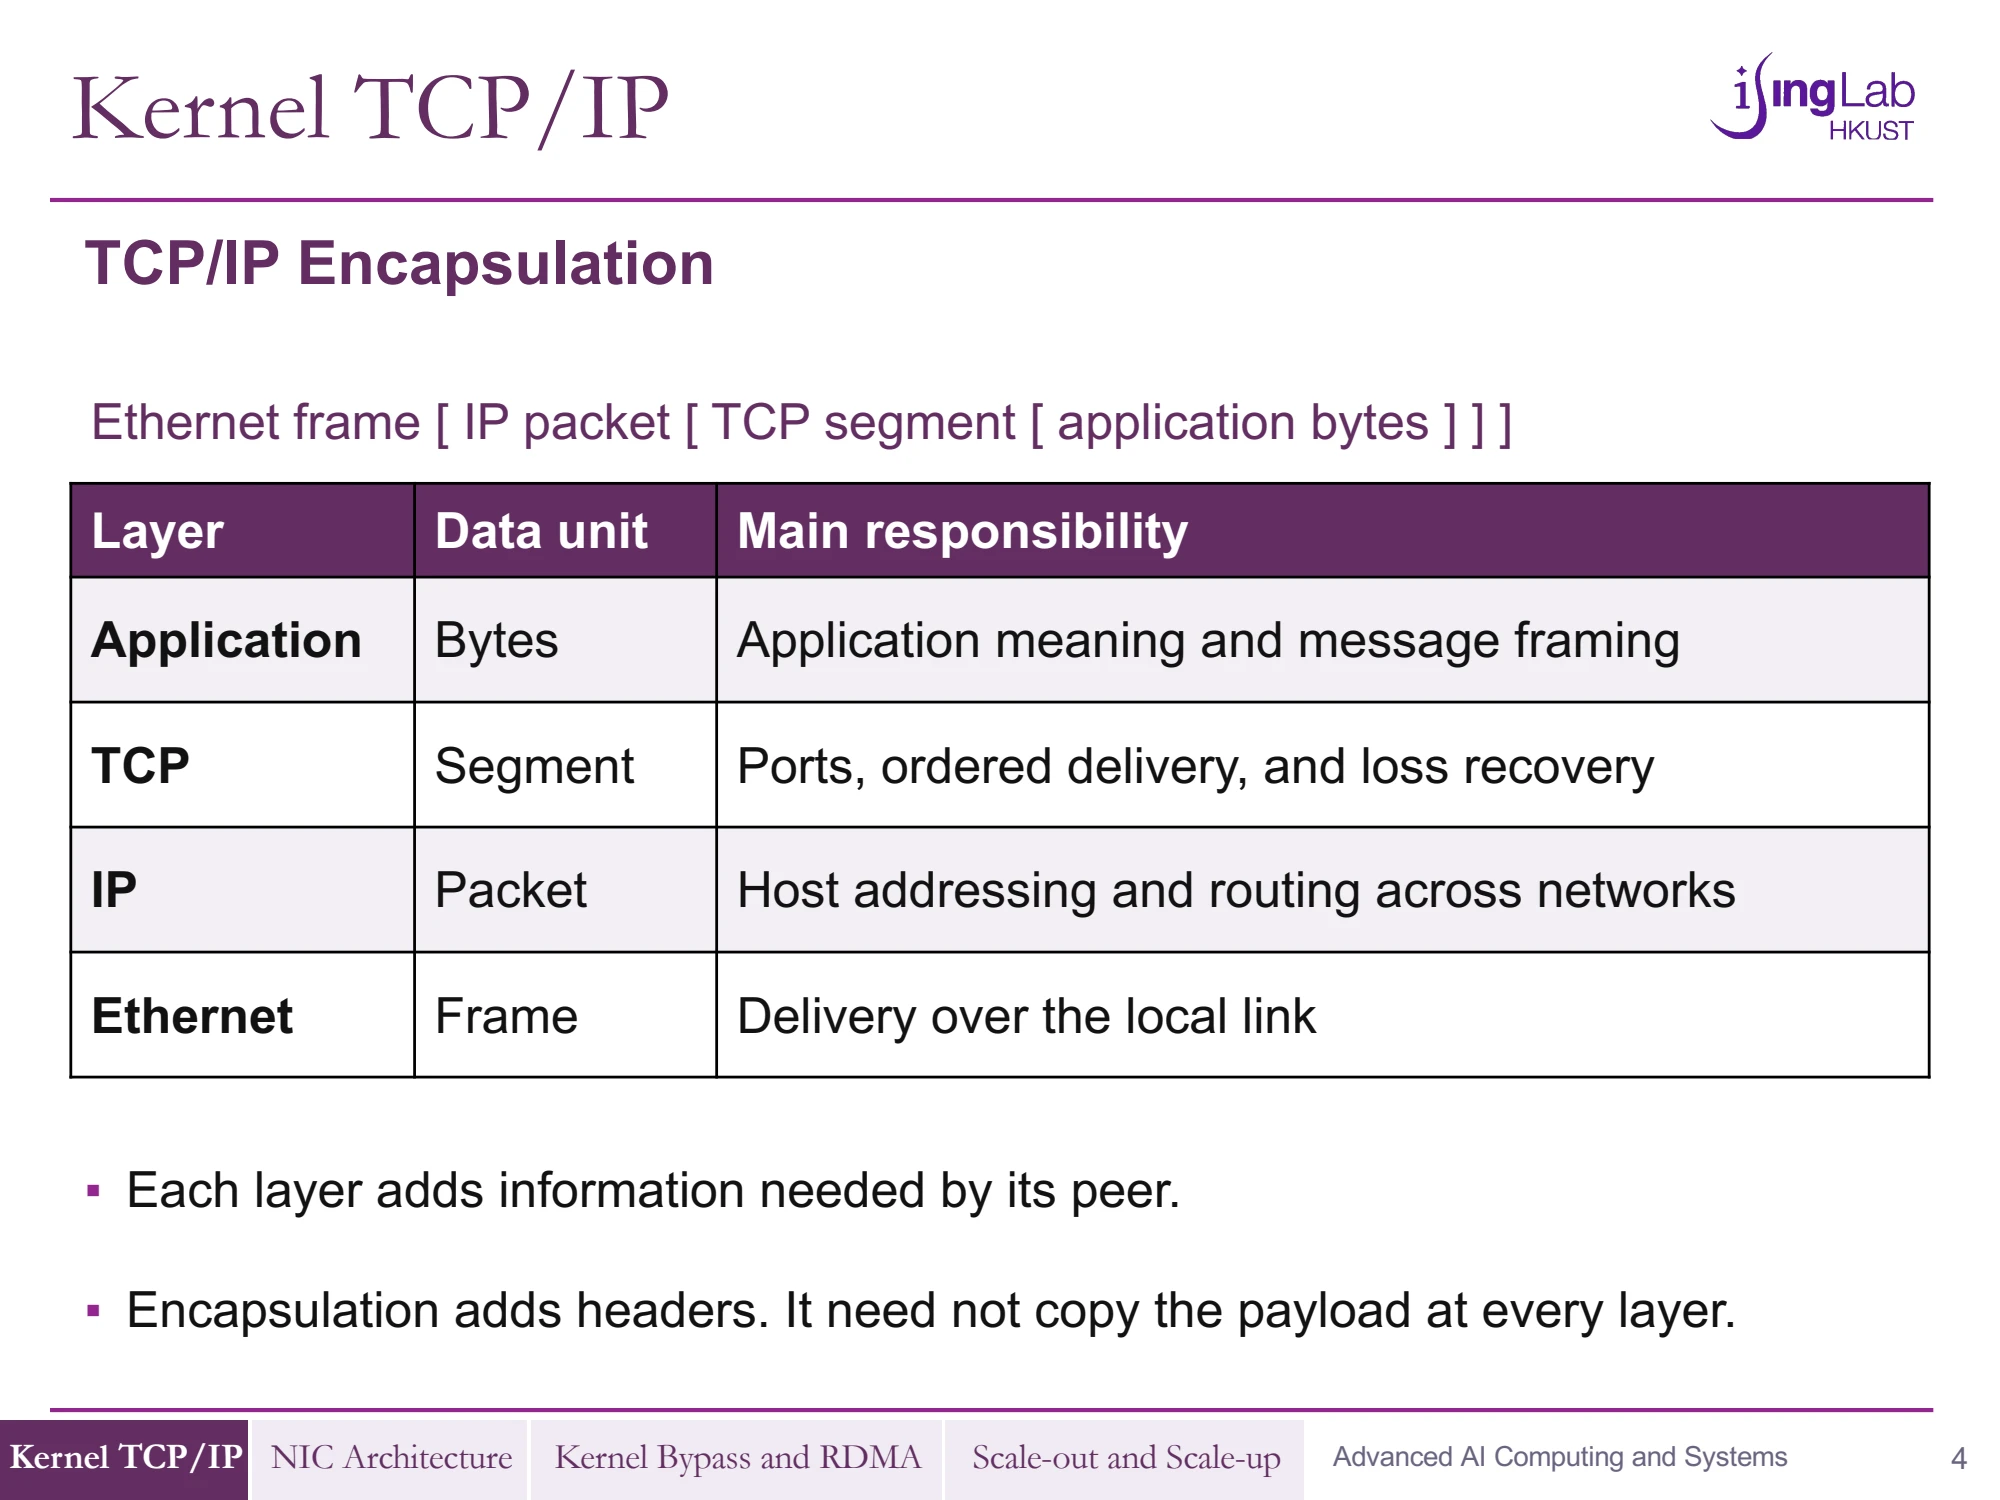 Kernel TCP/IP
isingLab
HKUST
TCP/IP Encapsulation
Ethernet frame [ IP packet [ TCP segment [ application bytes ] ] ]
Layer Data unit Main responsibility
Application Bytes Application meaning and message framing
TCP Segment Ports, ordered delivery, and loss recovery
IP Packet Host addressing and routing across networks
Ethernet Frame Delivery over the local link
▪ Each layer adds information needed by its peer.
▪ Encapsulation adds headers. It need not copy the payload at every layer.
Kernel TCP/IP NIC Architecture Kernel Bypass and RDMA Scale-out and Scale-up Advanced AI Computing and Systems 4